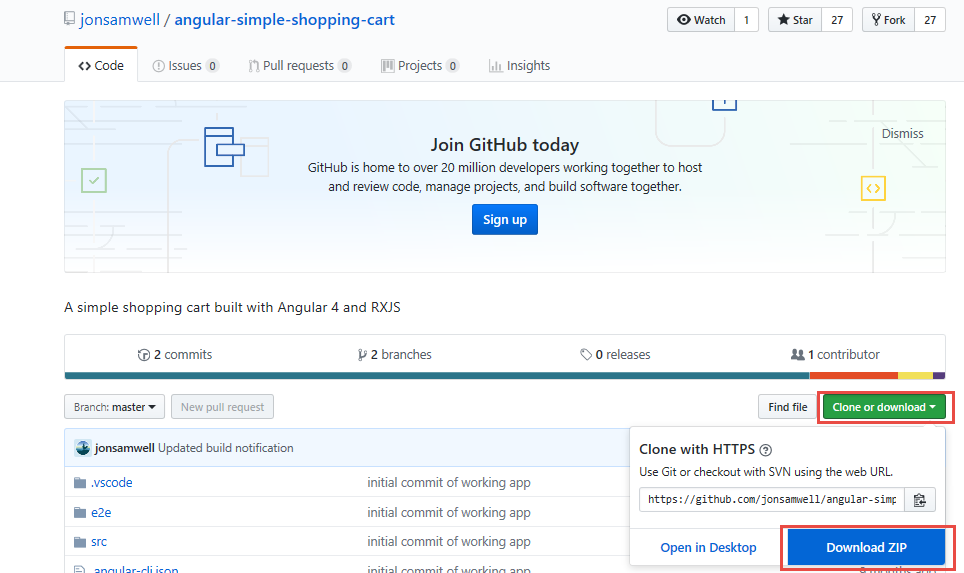 jonsamwell / angular-simple-shopping-cart
Watch 1
Star 27
Fork 27
Code
Issues 0
Pull requests 0
Projects 0
Insights
Join GitHub today
Dismiss
GitHub is home to over 20 million developers working together to host
and review code, manage projects, and build software together.
Sign up
A simple shopping cart built with Angular 4 and RXJS
2 commits
2 branches
0 releases
1 contributor
Branch: master
New pull request
Find file
Clone or download
jonsamwell Updated build notification
Clone with HTTPS
Use Git or checkout with SVN using the web URL.
https://github.com/jonsamwell/angular-simp
Open in Desktop
Download ZIP
.vscode initial commit of working app
e2e initial commit of working app
src initial commit of working app
.angular-cli.json initial commit of working app
9 months ago